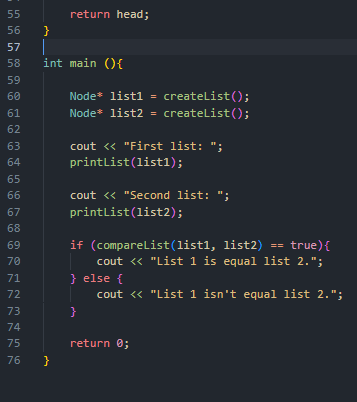 55 return head;
56 }
57
58 int main (){
59
60 Node* list1 = createList();
61 Node* list2 = createList();
62
63 cout << "First list: ";
64 printList(list1);
65
66 cout << "Second list: ";
67 printList(list2);
68
69 if (compareList(list1, list2) == true){
70 cout << "List 1 is equal list 2.";
71 } else {
72 cout << "List 1 isn't equal list 2.";
73 }
74
75 return 0;
76 }